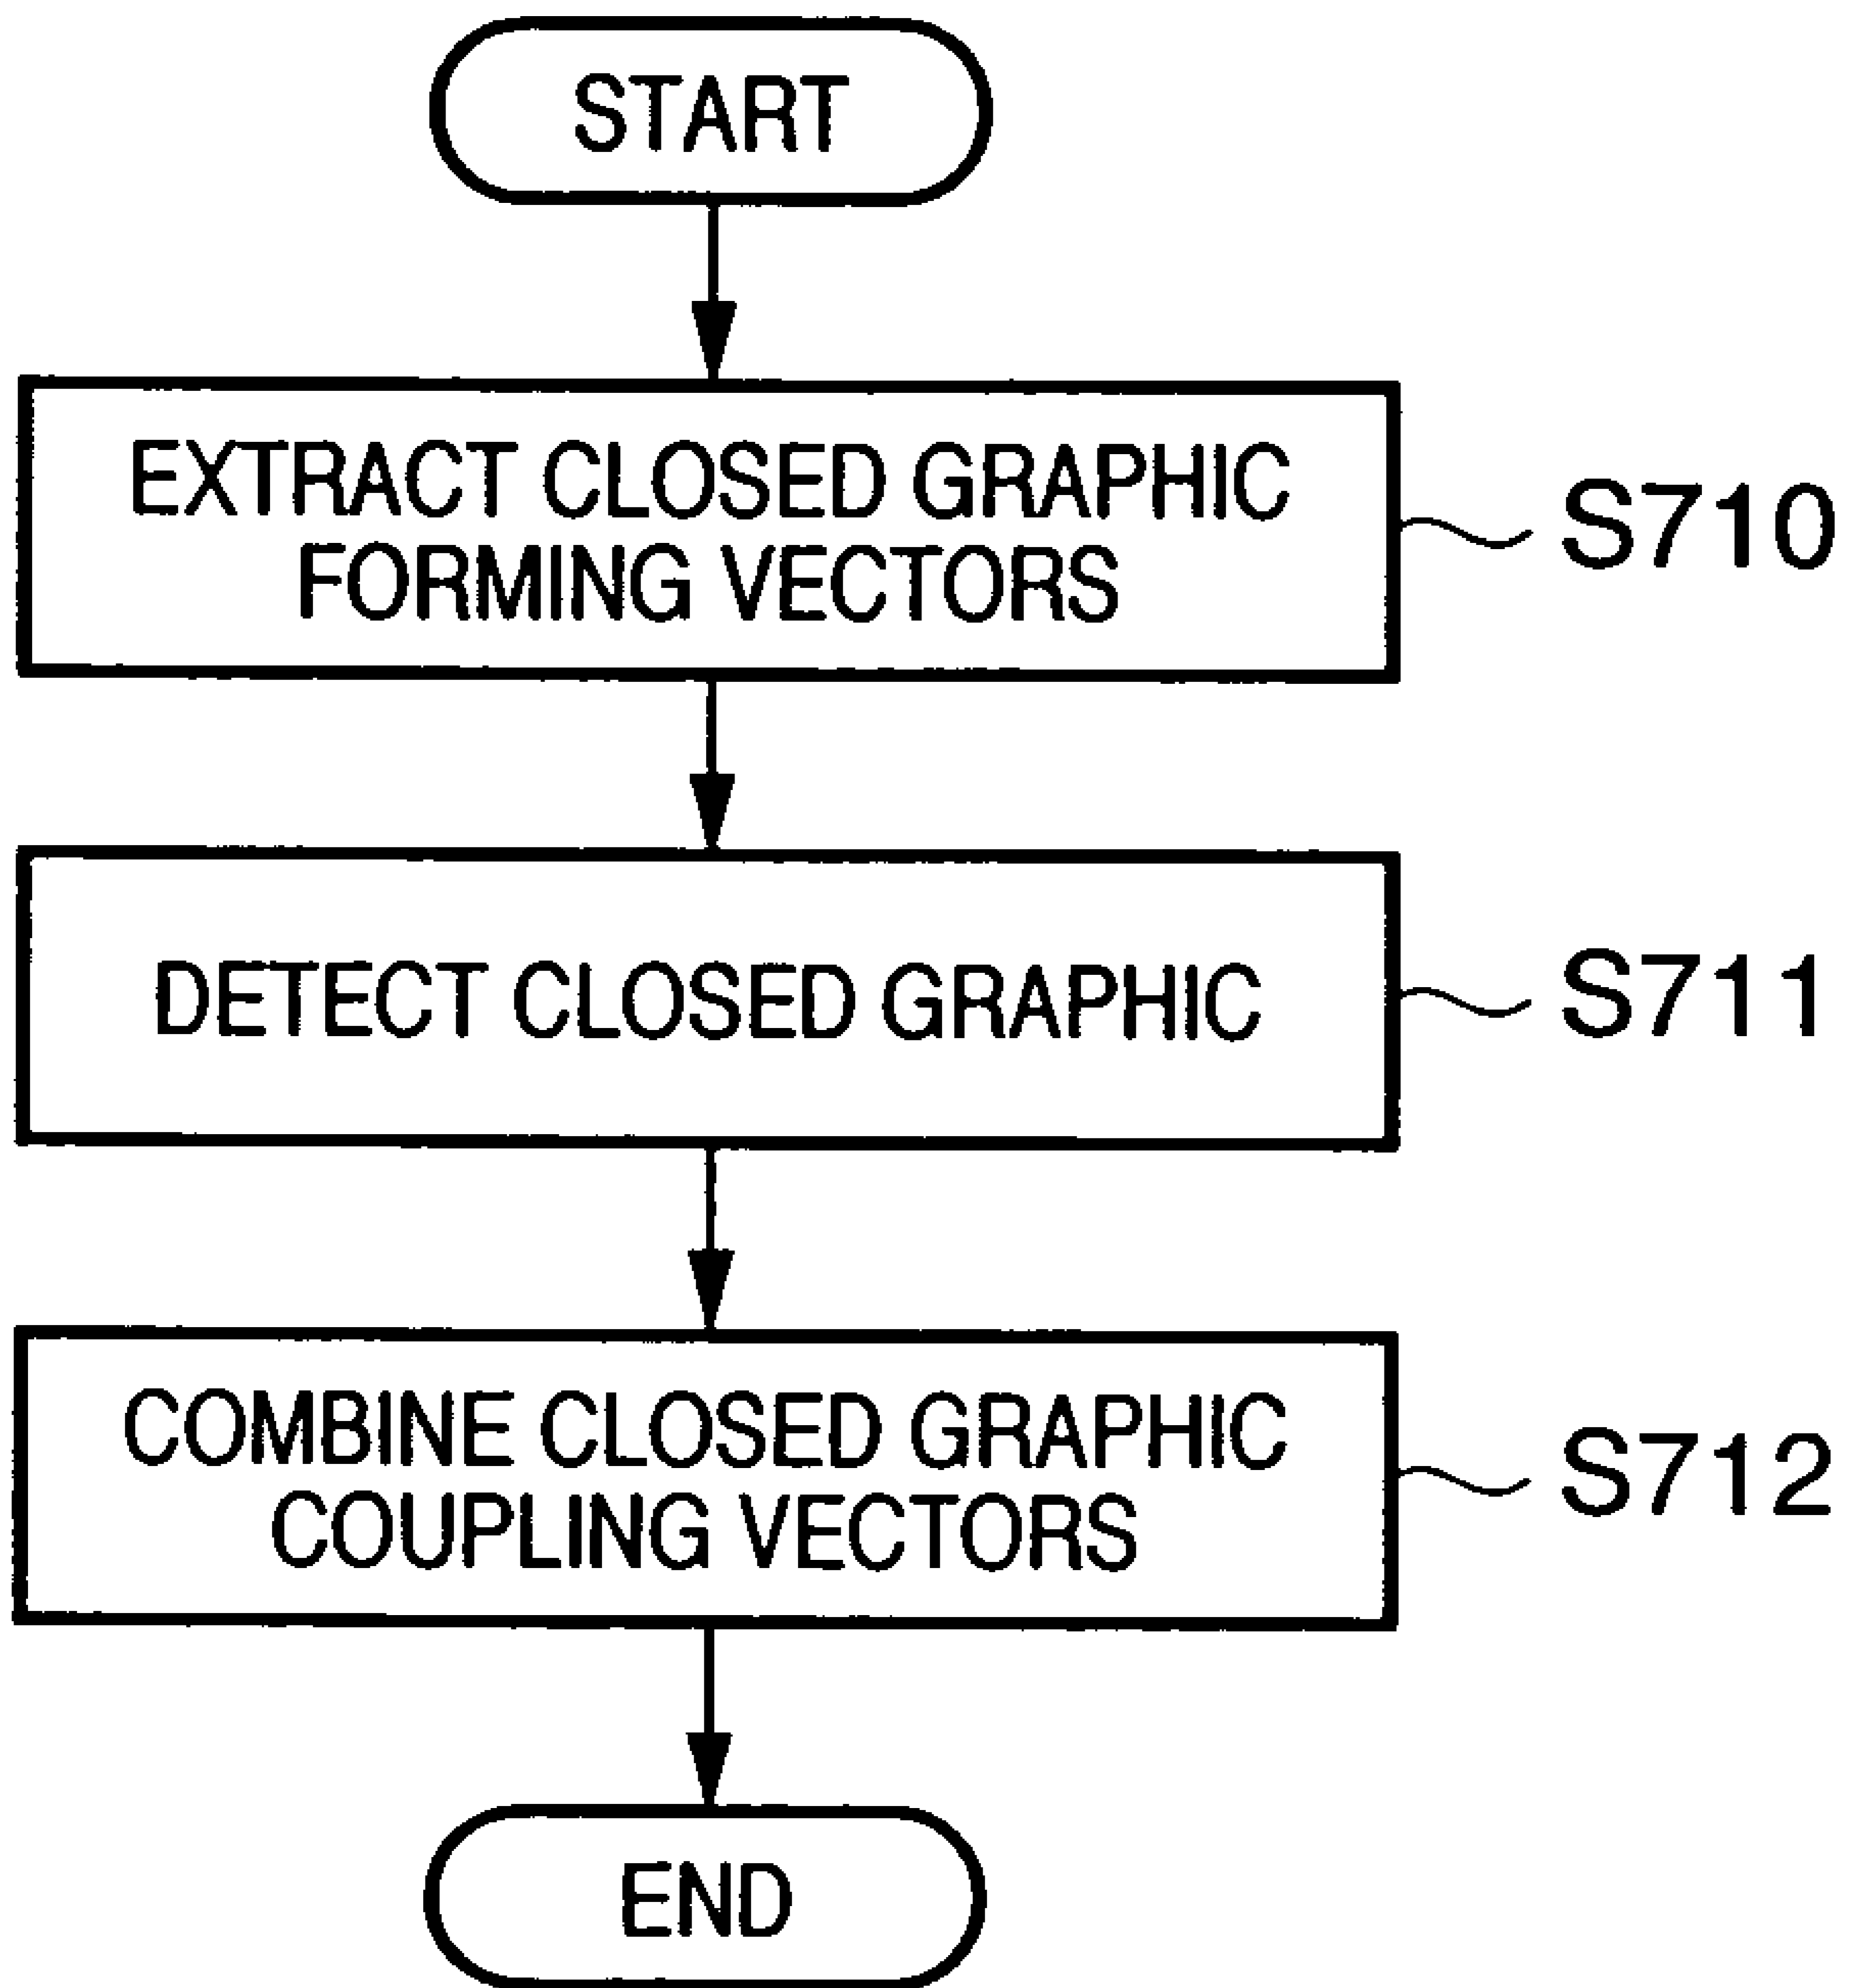 START
EXTRACT CLOSED GRAPHIC
FORMING VECTORS
S710
DETECT CLOSED GRAPHIC
S711
COMBINE CLOSED GRAPHIC
COUPLING VECTORS
S712
END